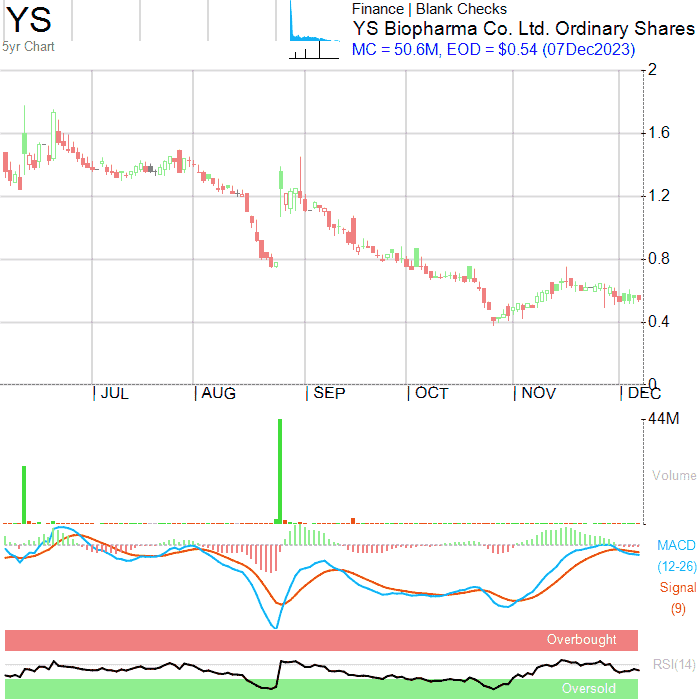 YS
5yr Chart
Finance | Blank Checks
YS Biopharma Co. Ltd. Ordinary Shares
MC = 50.6M, EOD = $0.54 (07Dec2023)
2
1.6
1.2
0.8
0.4
0
JUL AUG SEP OCT NOV DEC
44M
Volume
MACD
(12-26)
Signal
(9)
Overbought
RSI(14)
Oversold